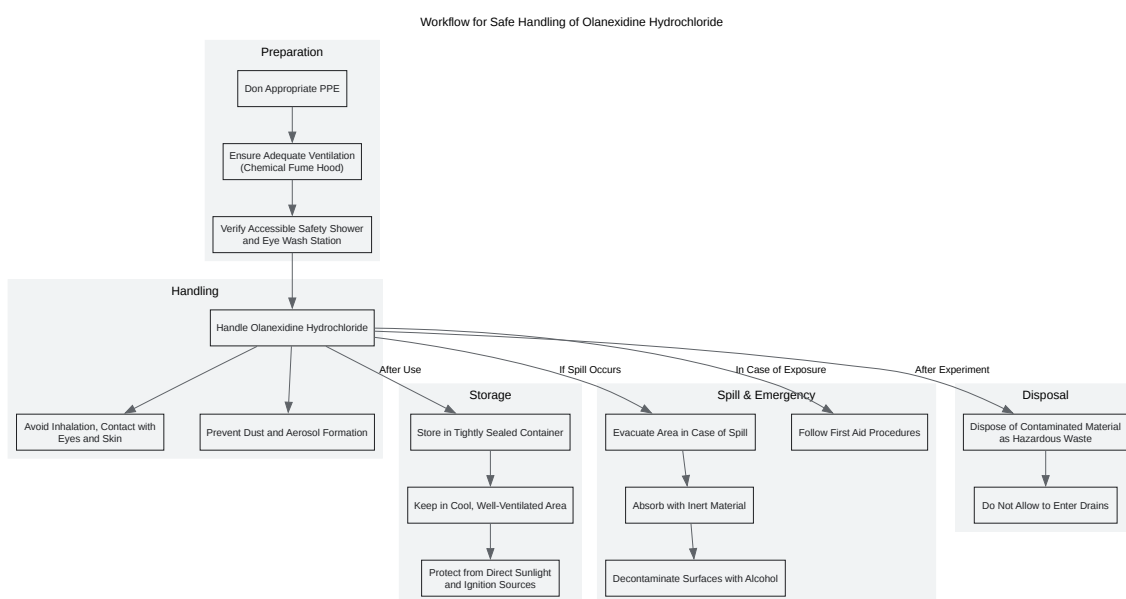 Workflow for Safe Handling of Olanexidine Hydrochloride
Preparation
Don Appropriate PPE
Ensure Adequate Ventilation
(Chemical Fume Hood)
Verify Accessible Safety Shower
and Eye Wash Station
Handling
Handle Olanexidine Hydrochloride
After Use
If Spill Occurs
In Case of Exposure
After Experiment
Avoid Inhalation, Contact with
Eyes and Skin
Prevent Dust and Aerosol Formation
Storage
Store in Tightly Sealed Container
Keep in Cool, Well-Ventilated Area
Protect from Direct Sunlight
and Ignition Sources
Spill & Emergency
Evacuate Area in Case of Spill
Absorb with Inert Material
Decontaminate Surfaces with Alcohol
Follow First Aid Procedures
Disposal
Dispose of Contaminated Material
as Hazardous Waste
Do Not Allow to Enter Drains